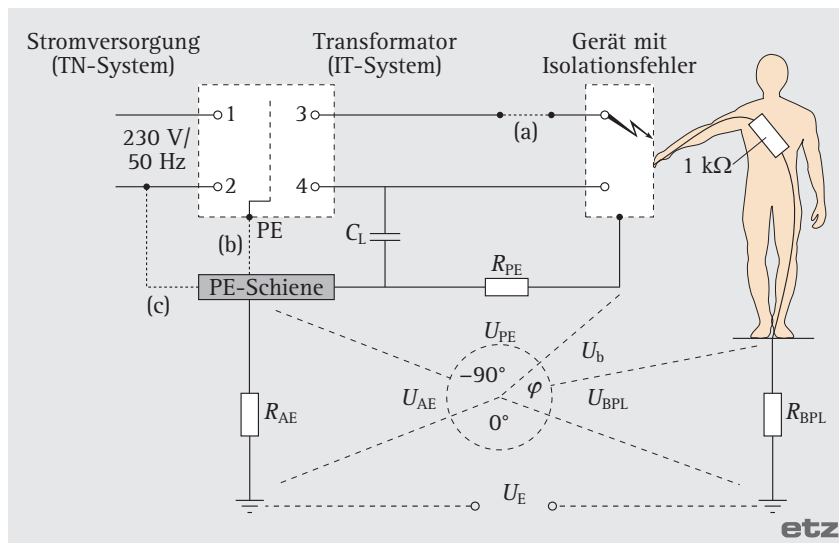 Stromversorgung
(TN-System)
Transformator
(IT-System)
Gerät mit
Isolationsfehler
230 V/
50 Hz
1
2
3
4
(a)
1 kΩ
(b)
PE
C_L
R_PE
(c)
PE-Schiene
U_PE
U_b
−90°
φ
0°
U_AE
U_BPL
R_AE
R_BPL
U_E
etz